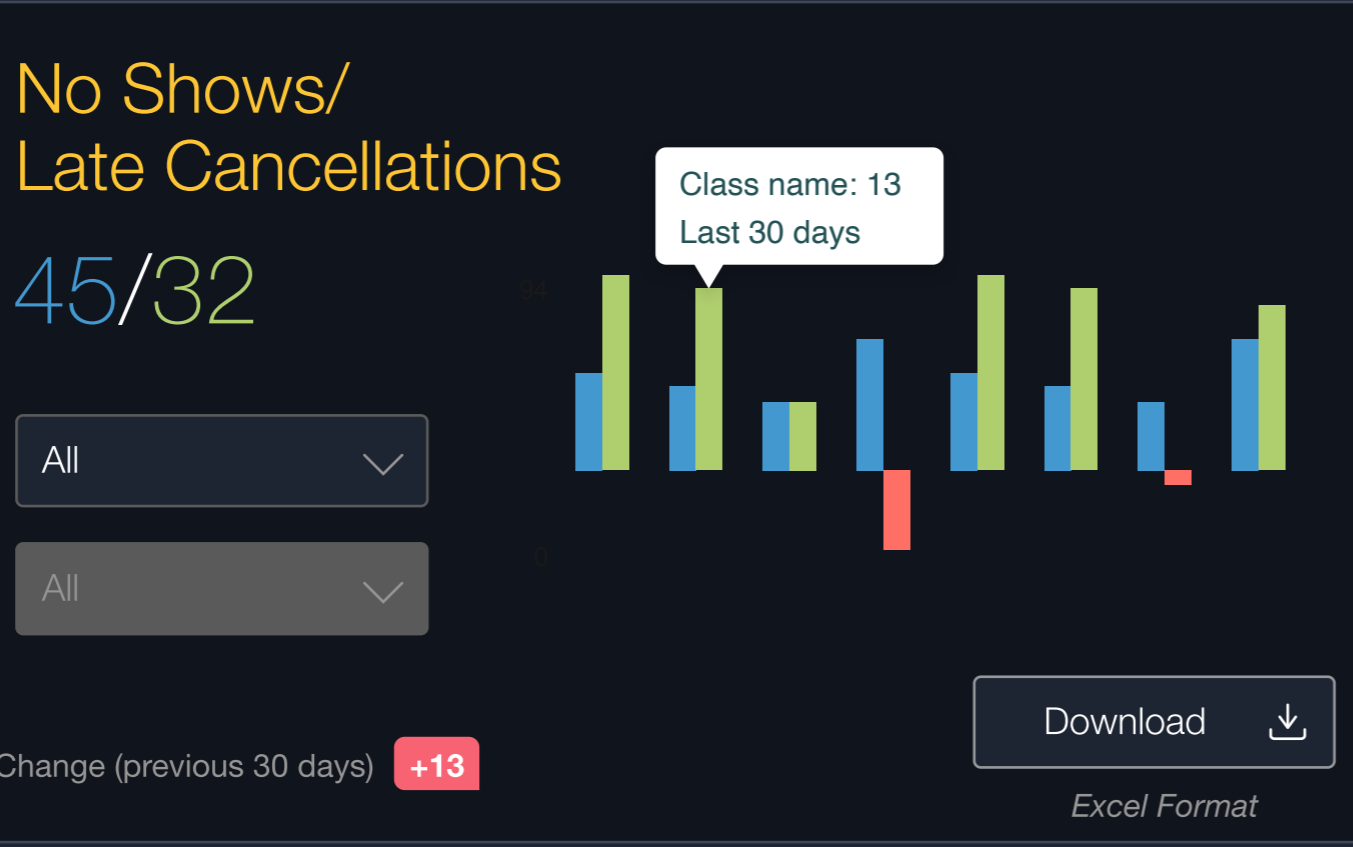 No Shows/
Late Cancellations
45/32
Class name: 13
Last 30 days
94
0
All
All
Change (previous 30 days) +13
Download
Excel Format